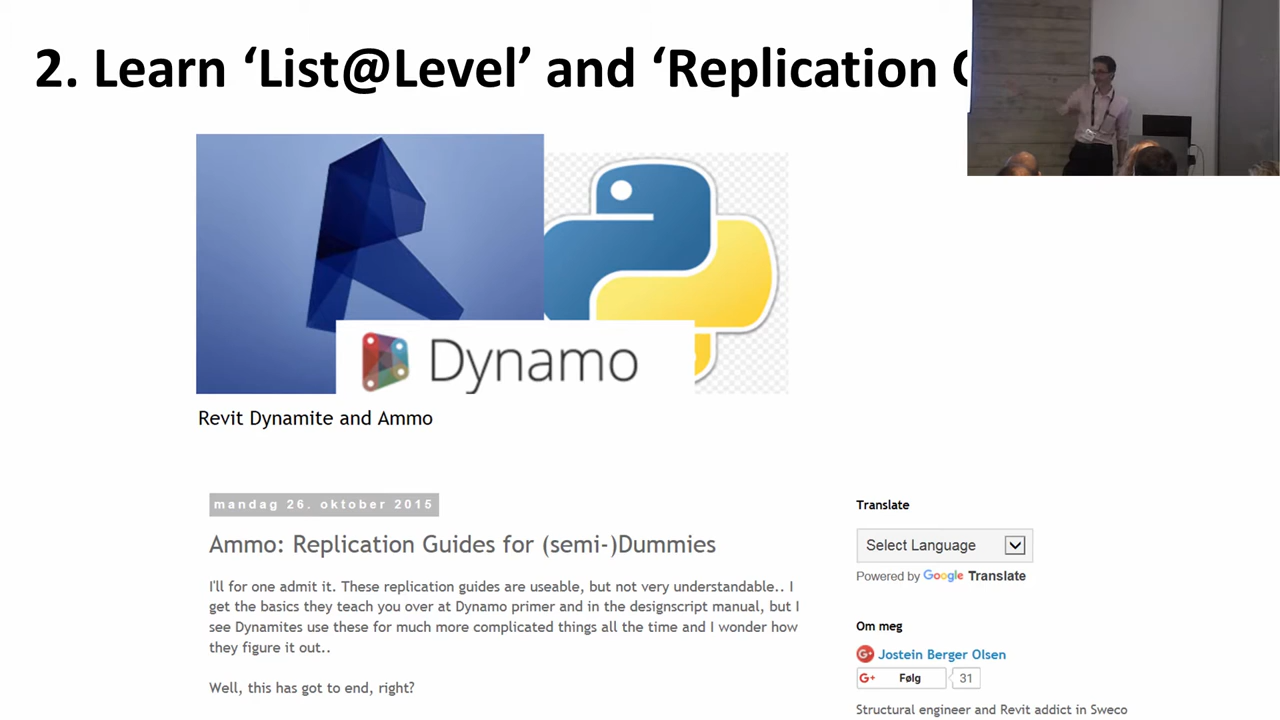 2. Learn ‘List@Level’ and ‘Replication
Dynamo
Revit Dynamite and Ammo
mandag 26. oktober 2015
Ammo: Replication Guides for (semi-)Dummies
I'll for one admit it. These replication guides are useable, but not very understandable.. I
get the basics they teach you over at Dynamo primer and in the designscript manual, but I
see Dynamites use these for much more complicated things all the time and I wonder how
they figure it out..
Well, this has got to end, right?
Translate
Select Language
Powered by Google Translate
Om meg
G+ Jostein Berger Olsen
G+ Følg 31
Structural engineer and Revit addict in Sweco